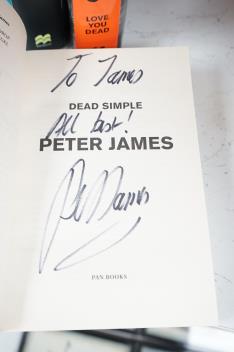 LOVE
YOU
DEAD
To James
DEAD SIMPLE
All best!
PETER JAMES
PAN BOOKS